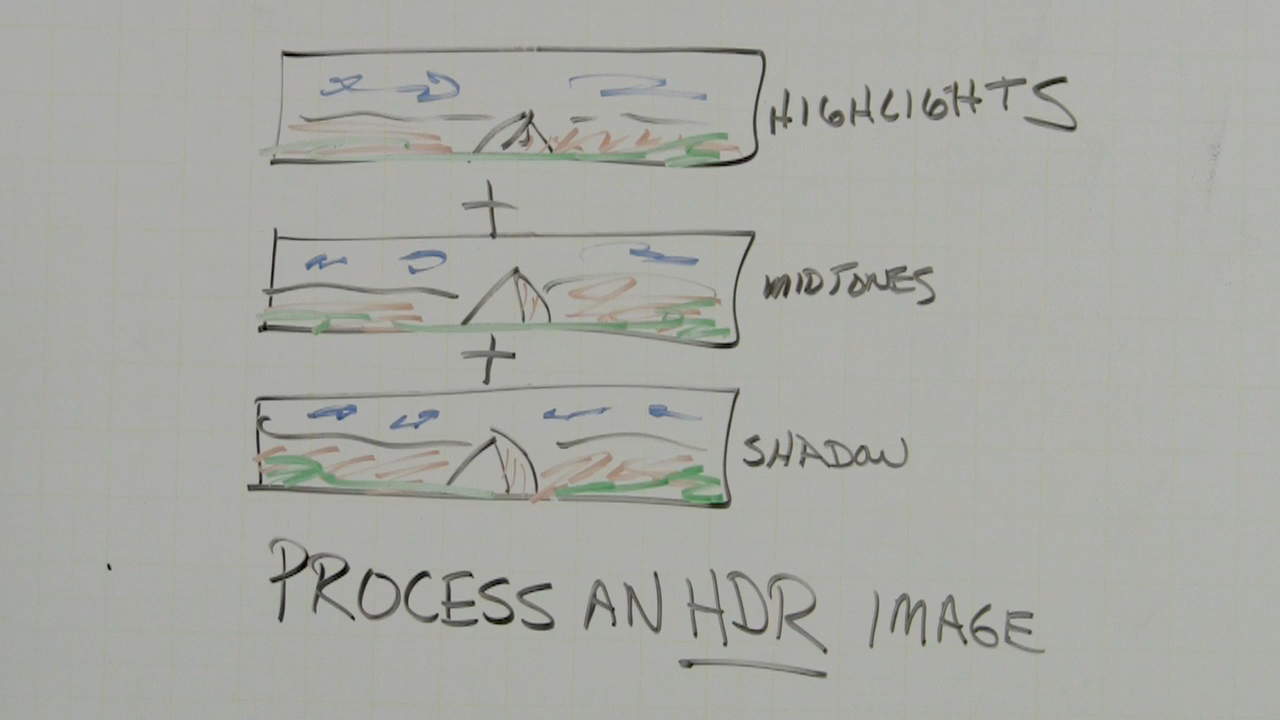 HIGHLIGHTS
+
MIDTONES
+
SHADOW
PROCESS AN HDR IMAGE